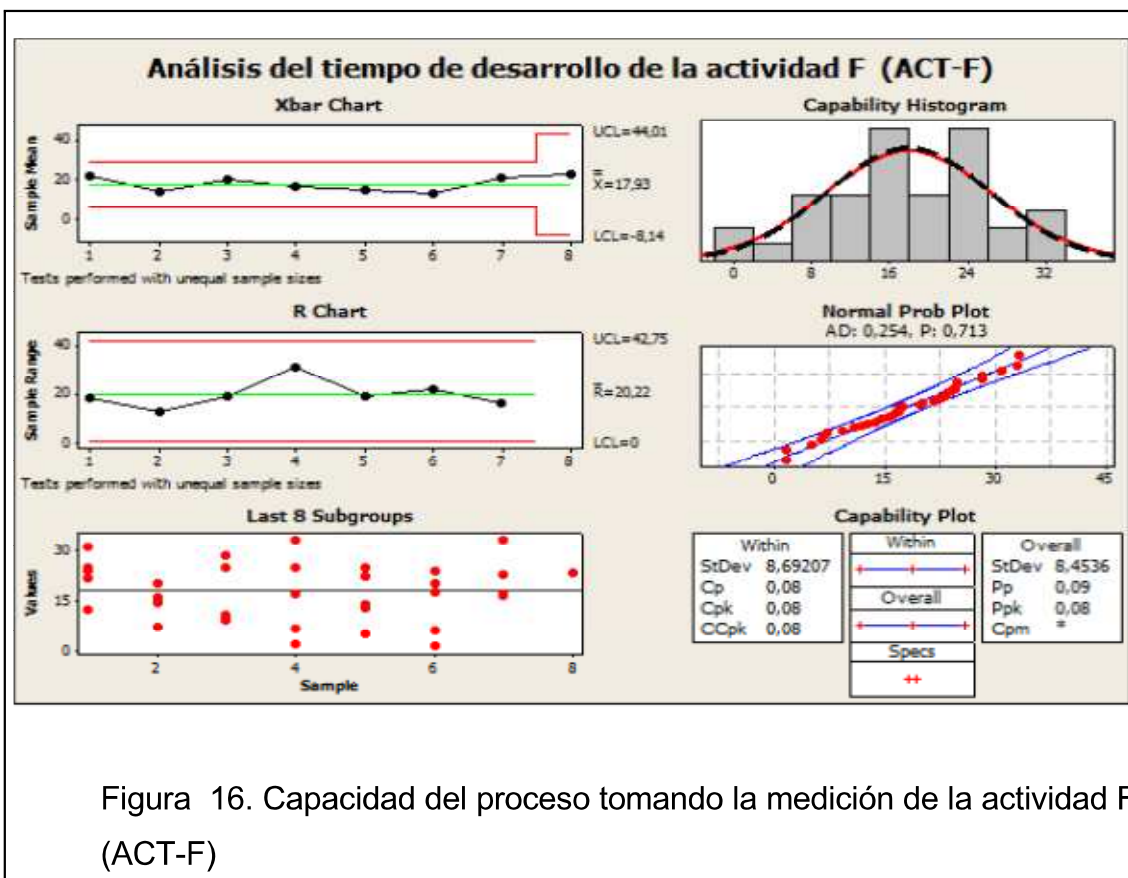 Análisis del tiempo de desarrollo de la actividad F (ACT-F)
Xbar Chart
Sample Mean
40
20
0
UCL=44,01
X=17,93
LCL=-8,14
1 2 3 4 5 6 7 8
Tests performed with unequal sample sizes
R Chart
Sample Range
40
20
0
UCL=42,75
R=20,22
LCL=0
1 2 3 4 5 6 7 8
Tests performed with unequal sample sizes
Last 8 Subgroups
Values
30
15
0
2 4 6 8
Sample
Capability Histogram
0 8 16 24 32
Normal Prob Plot
AD: 0,254, P: 0,713
0 15 30 45
Capability Plot
Within
StDev 8,69207
Cp 0,08
Cpk 0,08
CCpk 0,08
Within
Overall
Specs
Overall
StDev 8,4536
Pp 0,09
Ppk 0,08
Cpm *
Figura 16. Capacidad del proceso tomando la medición de la actividad F
(ACT-F)